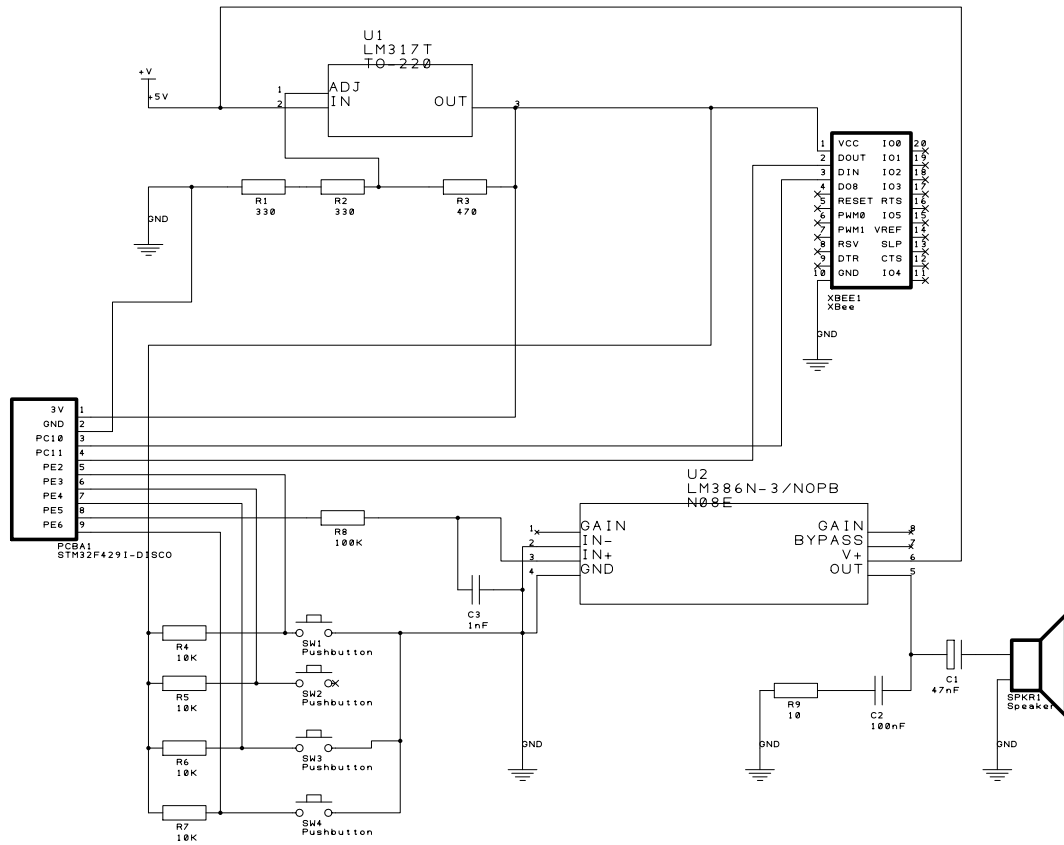 U1
LM317T
TO-220
+V
+5V
1
ADJ
2
IN
OUT
3
R1
330
R2
330
R3
470
GND
1 VCC IO0 20
2 DOUT IO1 19
3 DIN IO2 18
4 DO8 IO3 17
5 RESET RTS 16
6 PWM0 IO5 15
7 PWM1 VREF 14
8 RSV SLP 13
9 DTR CTS 12
10 GND IO4 11
XBEE1
XBee
GND
3V 1
GND 2
PC10 3
PC11 4
PE2 5
PE3 6
PE4 7
PE5 8
PE6 9
PCBA1
STM32F429I-DISCO
R8
100K
U2
LM386N-3/NOPB
N08E
1 GAIN GAIN 8
2 IN- BYPASS 7
3 IN+ V+ 6
4 GND OUT 5
C3
1nF
R4
10K
SW1
Pushbutton
R5
10K
SW2
Pushbutton
R6
10K
SW3
Pushbutton
R7
10K
SW4
Pushbutton
GND
R9
10
C2
100nF
GND
C1
47nF
SPKR1
Speaker
GND